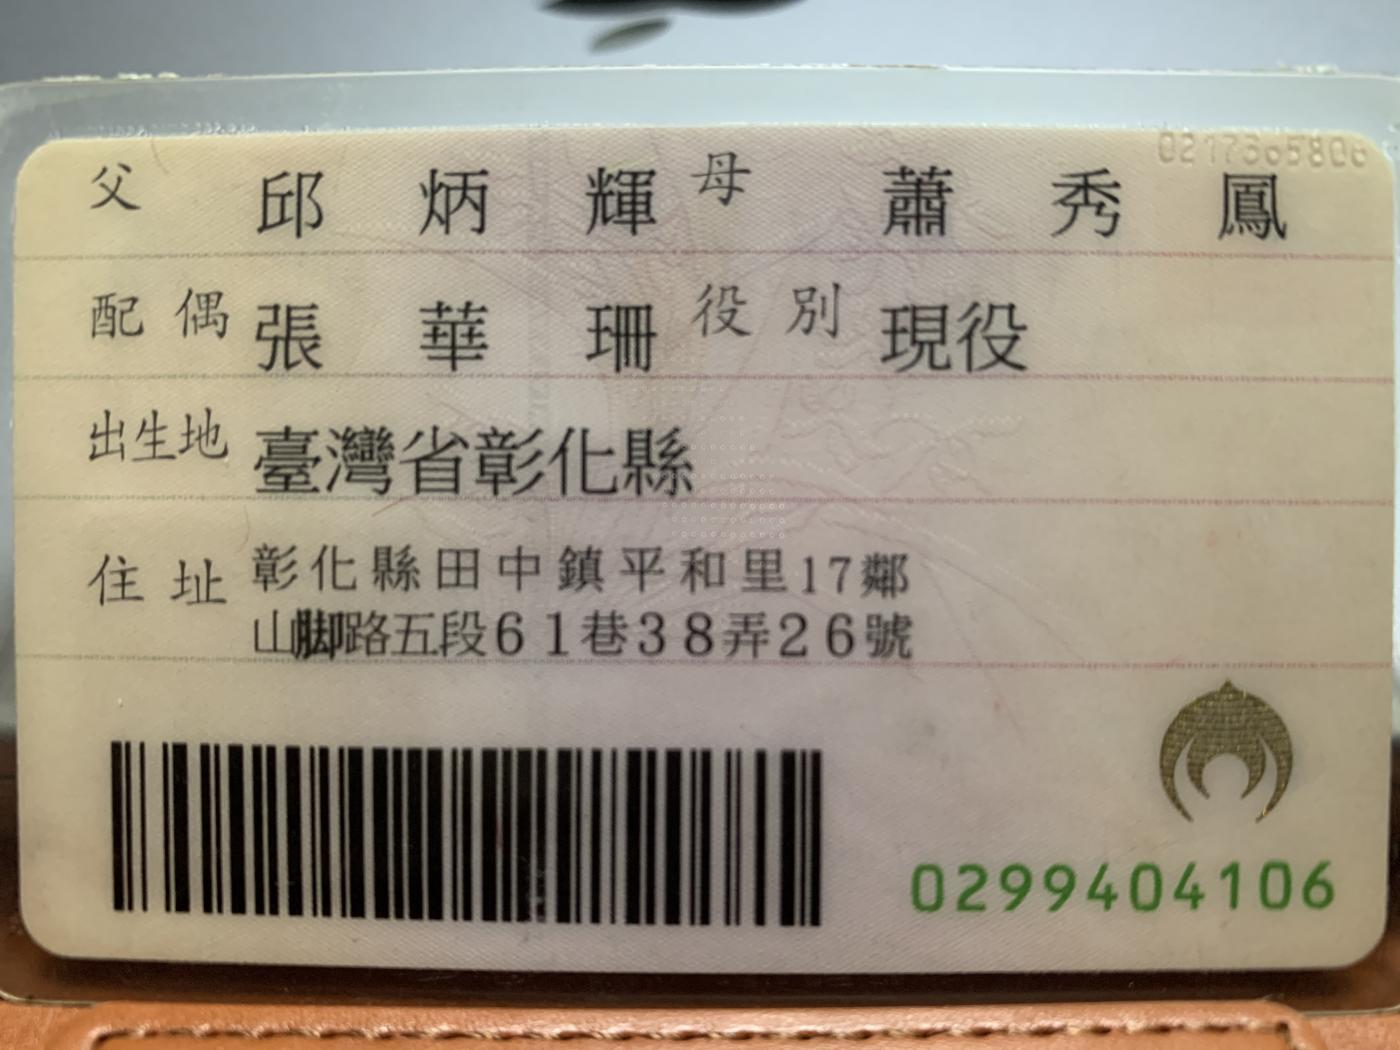 0217365806
父 邱炳輝 母 蕭秀鳳
配偶 張華珊 役別 現役
出生地 臺灣省彰化縣
住址 彰化縣田中鎮平和里17鄰
山脚路五段61巷38弄26號
0299404106